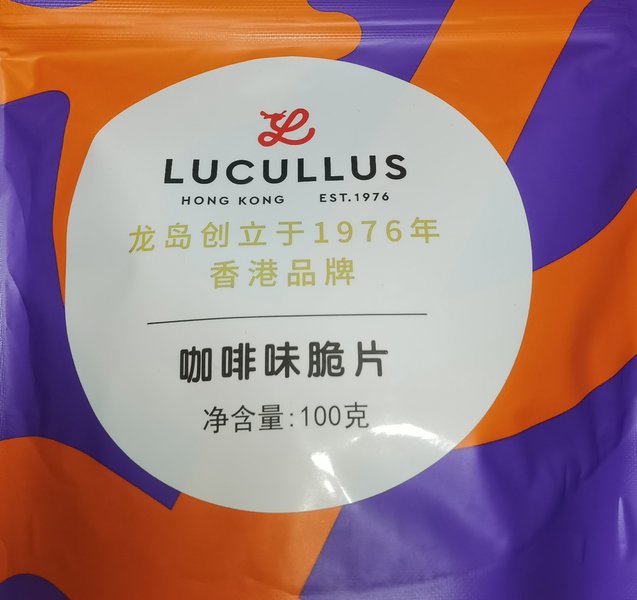 LUCULLUS
HONG KONG EST.1976
龙岛创立于1976年
香港品牌
咖啡味脆片
净含量:100克